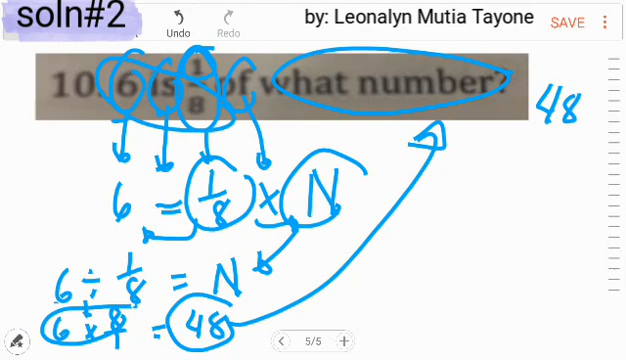 soln#2
by: Leonalyn Mutia Tayone
Undo
Redo
SAVE
10. 6 is 1/8 of what number?
48
6 = 1/8 × N
6 ÷ 1/8 = N
6 × 8/1 = 48
5/5